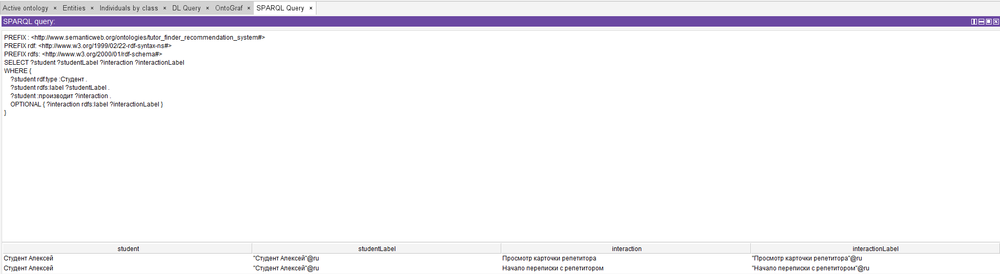 Active ontology × Entities × Individuals by class × DL Query × OntoGraf × SPARQL Query ×
SPARQL query:
PREFIX : <http://www.semanticweb.org/ontologies/tutor_finder_recommendation_system#>
PREFIX rdf: <http://www.w3.org/1999/02/22-rdf-syntax-ns#>
PREFIX rdfs: <http://www.w3.org/2000/01/rdf-schema#>
SELECT ?student ?studentLabel ?interaction ?interactionLabel
WHERE {
?student rdf:type :Студент .
?student rdfs:label ?studentLabel .
?student :производит ?interaction .
OPTIONAL { ?interaction rdfs:label ?interactionLabel }
}
student studentLabel interaction interactionLabel
Студент Алексей "Студент Алексей"@ru Просмотр карточки репетитора "Просмотр карточки репетитора"@ru
Студент Алексей "Студент Алексей"@ru Начало переписки с репетитором "Начало переписки с репетитором"@ru